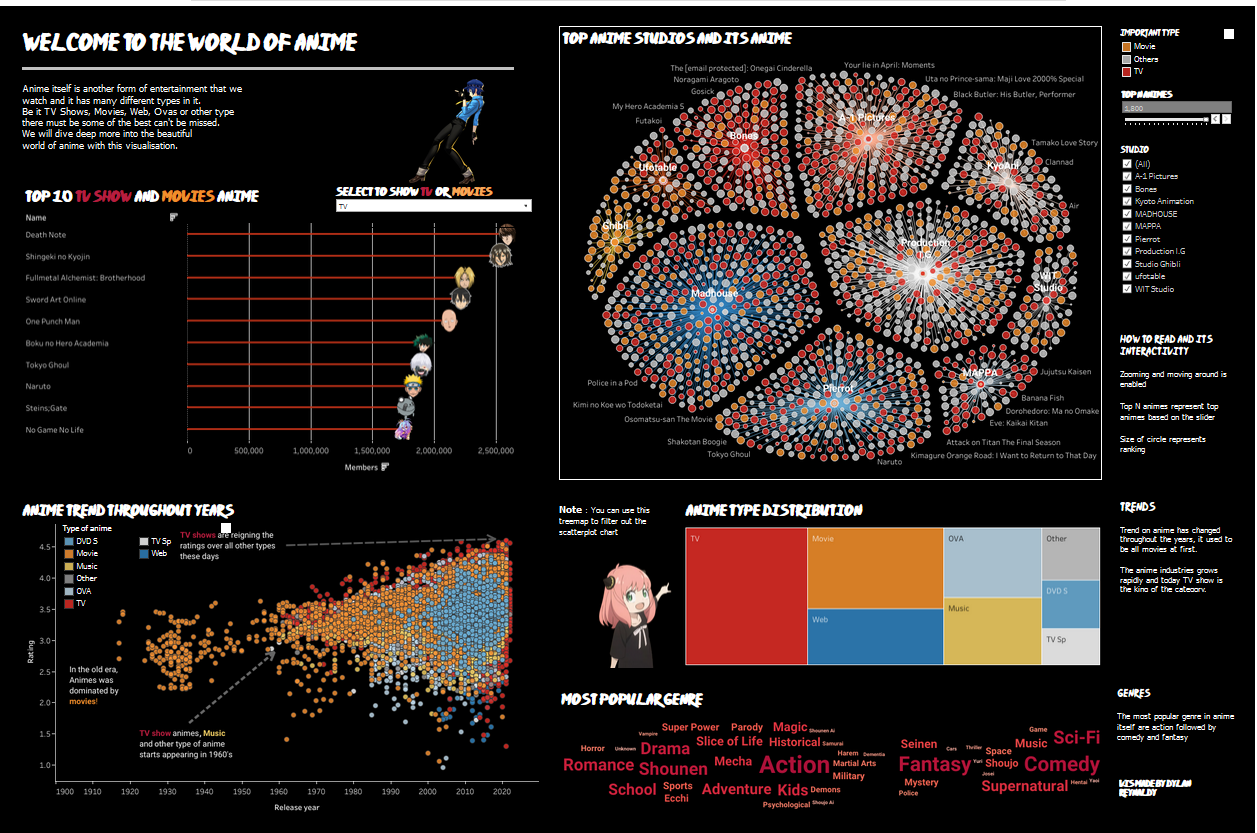 WELCOME TO THE WORLD OF ANIME
Anime itself is another form of entertainment that we
watch and it has many different types in it.
Be it TV Shows, Movies, Web, Ovas or other type
there must be some of the best can't be missed.
We will dive deep more into the beautiful
world of anime with this visualisation.
TOP 10 TV SHOW AND MOVIES ANIME
SELECT TO SHOW TV OR MOVIES
TV
Name
Death Note
Shingeki no Kyojin
Fullmetal Alchemist: Brotherhood
Sword Art Online
One Punch Man
Boku no Hero Academia
Tokyo Ghoul
Naruto
Steins;Gate
No Game No Life
0 500,000 1,000,000 1,500,000 2,000,000 2,500,000
Members
TOP ANIME STUDIOS AND ITS ANIME
The [email protected]: Onegai Cinderella
Your lie in April: Moments
Noragami Aragoto
Uta no Prince-sama: Maji Love 2000% Special
Gosick
Black Butler: His Butler, Performer
My Hero Academia S
Futakoi
A-1 Pictures
Bones
Tamako Love Story
Clannad
Ufotable
KyoAni
Air
Ghibli
Production
I.G
WIT
Studio
Madhouse
Jujutsu Kaisen
MAPPA
Police in a Pod
Pierrot
Banana Fish
Kimi no Koe wo Todoketai
Dorohedoro: Ma no Omake
Osomatsu-san The Movie
Eve: Kaikai Kitan
Shakotan Boogie
Attack on Titan The Final Season
Tokyo Ghoul
Kimagure Orange Road: I Want to Return to That Day
Naruto
IMPORTANT TYPE
Movie
Others
TV
TOP N ANIMES
1,800
STUDIO
(All)
A-1 Pictures
Bones
Kyoto Animation
MADHOUSE
MAPPA
Pierrot
Production I.G
Studio Ghibli
ufotable
WIT Studio
HOW TO READ AND ITS
INTERACTIVITY
Zooming and moving around is
enabled
Top N animes represent top
animes based on the slider
Size of circle represents
ranking
ANIME TREND THROUGHOUT YEARS
Type of anime
DVD S
Movie
Music
Other
OVA
TV
TV Sp
Web
TV shows are reigning the
ratings over all other types
these days
4.5
4.0
3.5
3.0
2.5
2.0
1.5
1.0
Rating
In the old era,
Animes was
dominated by
movies!
TV show animes, Music
and other type of anime
starts appearing in 1960's
1900 1910 1920 1930 1940 1950 1960 1970 1980 1990 2000 2010 2020
Release year
Note : You can use this
treemap to filter out the
scatterplot chart
ANIME TYPE DISTRIBUTION
TV
Movie
Web
OVA
Music
Other
DVD S
TV Sp
TRENDS
Trend on anime has changed
throughout the years, it used to
be all movies at first.
The anime industries grows
rapidly and today TV show is
the king of the category.
MOST POPULAR GENRE
Super Power Parody Magic Shounen Ai
Vampire
Horror Unknown Drama Slice of Life Historical Samurai
Harem Dementia
Romance Shounen Mecha Action Martial Arts
Military
School Sports Adventure Kids Demons
Ecchi
Psychological Shoujo Ai
Game
Seinen Cars Thriller Space Music Sci-Fi
Fantasy Yuri Shoujo Comedy
Josei
Mystery Supernatural Hentai Yaoi
Police
GENRES
The most popular genre in anime
itself are action followed by
comedy and fantasy
VIS MADE BY DYLAN
REYNALDY